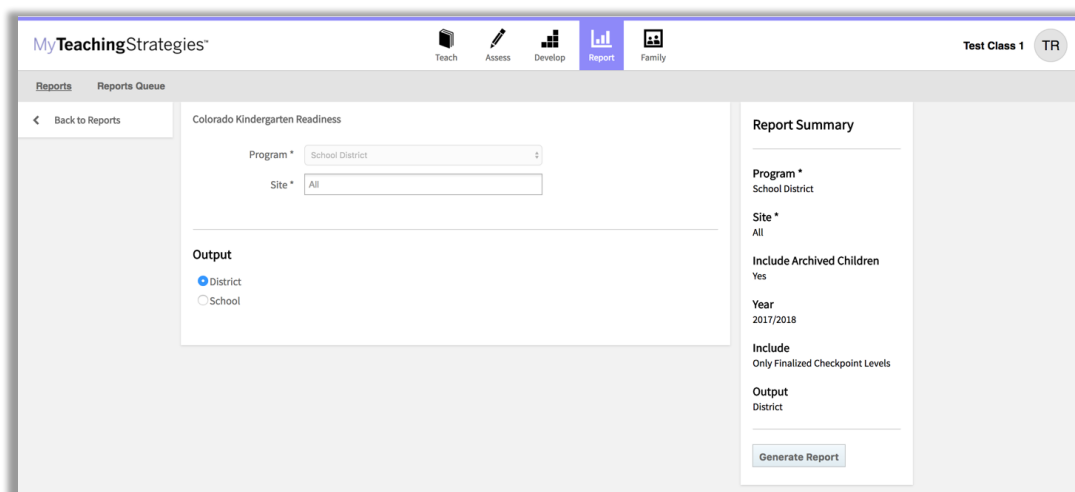 MyTeachingStrategies™
Teach
Assess
Develop
Report
Family
Test Class 1
TR
Reports
Reports Queue
Back to Reports
Colorado Kindergarten Readiness
Program *
School District
Site *
All
Output
District
School
Report Summary
Program *
School District
Site *
All
Include Archived Children
Yes
Year
2017/2018
Include
Only Finalized Checkpoint Levels
Output
District
Generate Report